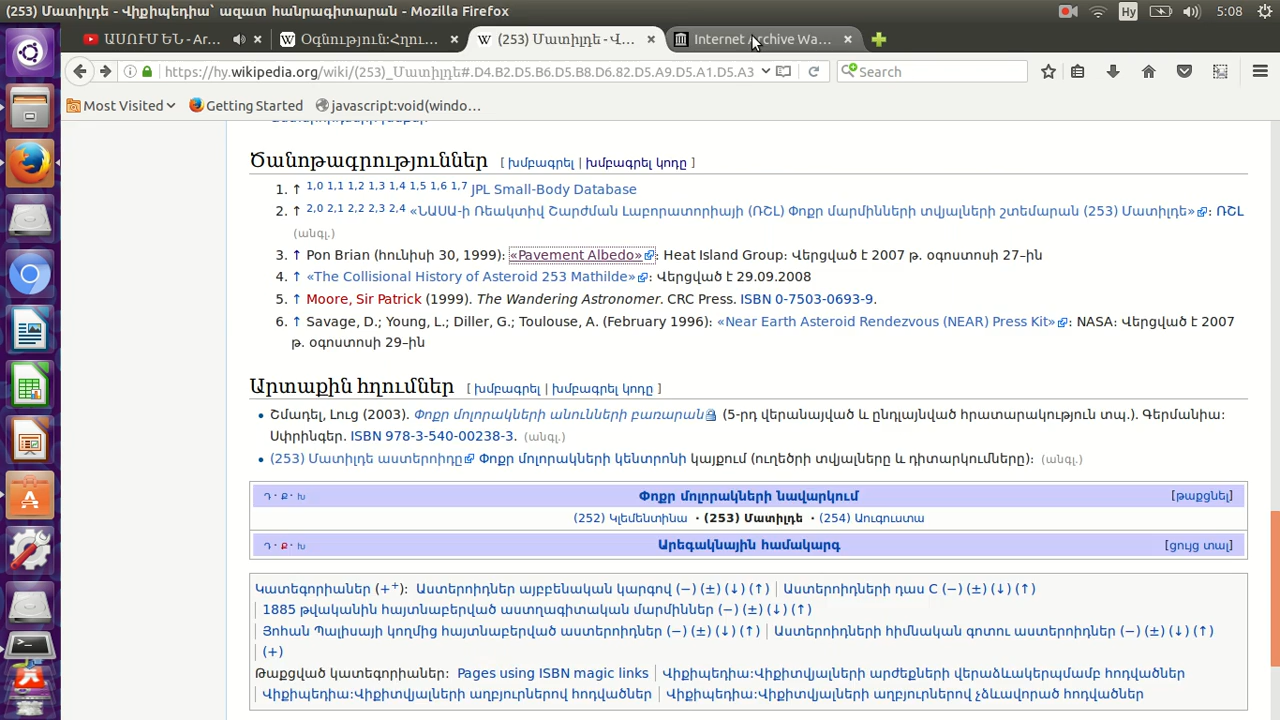 (253) Մատիլդե - Վիքիպեդիա՝ ազատ հանրագիտարան - Mozilla Firefox
Hy
5:08
ԱՍՈՒՄ ԵՆ - Ar...
Օգնություն:Հղում...
(253) Մատիլդե - Վ...
Internet Archive Wa...
https://hy.wikipedia.org/wiki/(253)_Մատիլդե#.D4.B2.D5.B6.D5.B8.D6.82.D5.A9.D5.A1.D5.A3
Search
Most Visited
Getting Started
javascript:void(windo...
Ծանոթագրություններ [ խմբագրել | խմբագրել կոդը ]
1. ↑ 1,0 1,1 1,2 1,3 1,4 1,5 1,6 1,7 JPL Small-Body Database
2. ↑ 2,0 2,1 2,2 2,3 2,4 «ՆԱՍԱ-ի Ռեակտիվ Շարժման Լաբորատորիայի (ՌՇԼ) Փոքր մարմինների տվյալների շտեմարան (253) Մատիլդե»: ՌՇԼ
(անգլ.)
3. ↑ Pon Brian (հունիսի 30, 1999): «Pavement Albedo»: Heat Island Group: Վերցված է 2007 թ. օգոստոսի 27–ին
4. ↑ «The Collisional History of Asteroid 253 Mathilde»: Վերցված է 29.09.2008
5. ↑ Moore, Sir Patrick (1999). The Wandering Astronomer. CRC Press. ISBN 0-7503-0693-9.
6. ↑ Savage, D.; Young, L.; Diller, G.; Toulouse, A. (February 1996): «Near Earth Asteroid Rendezvous (NEAR) Press Kit»: NASA: Վերցված է 2007
թ. օգոստոսի 29–ին
Արտաքին հղումներ [ խմբագրել | խմբագրել կոդը ]
• Շմադել, Լուց (2003). Փոքր մոլորակների անունների բառարան (5-րդ վերանայված և ընդլայնված հրատարակություն տպ.). Գերմանիա:
Սփրինգեր. ISBN 978-3-540-00238-3. (անգլ.)
• (253) Մատիլդե աստերոիդը Փոքր մոլորակների կենտրոնի կայքում (ուղեծրի տվյալները և դիտարկումները)։ (անգլ.)
Դ · Ք · Խ Փոքր մոլորակների նավարկում [թաքցնել]
(252) Կլեմենտինա · (253) Մատիլդե · (254) Աուգուստա
Դ · Ք · Խ Արեգակնային համակարգ [ցույց տալ]
Կատեգորիաներ (+⁺): Աստերոիդներ այբբենական կարգով (−) (±) (↓) (↑) | Աստերոիդների դաս C (−) (±) (↓) (↑)
| 1885 թվականին հայտնաբերված աստղագիտական մարմիններ (−) (±) (↓) (↑)
| Յոհան Պալիսայի կողմից հայտնաբերված աստերոիդներ (−) (±) (↓) (↑) | Աստերոիդների հիմնական գոտու աստերոիդներ (−) (±) (↓) (↑)
| (+)
Թաքցված կատեգորիաներ: Pages using ISBN magic links | Վիքիպեդիա:Վիքիտվյալների արժեքների վերաձևակերպմամբ հոդվածներ
| Վիքիպեդիա:Վիքիտվյալների աղբյուրներով հոդվածներ | Վիքիպեդիա:Վիքիտվյալների աղբյուրներով չձևավորած հոդվածներ